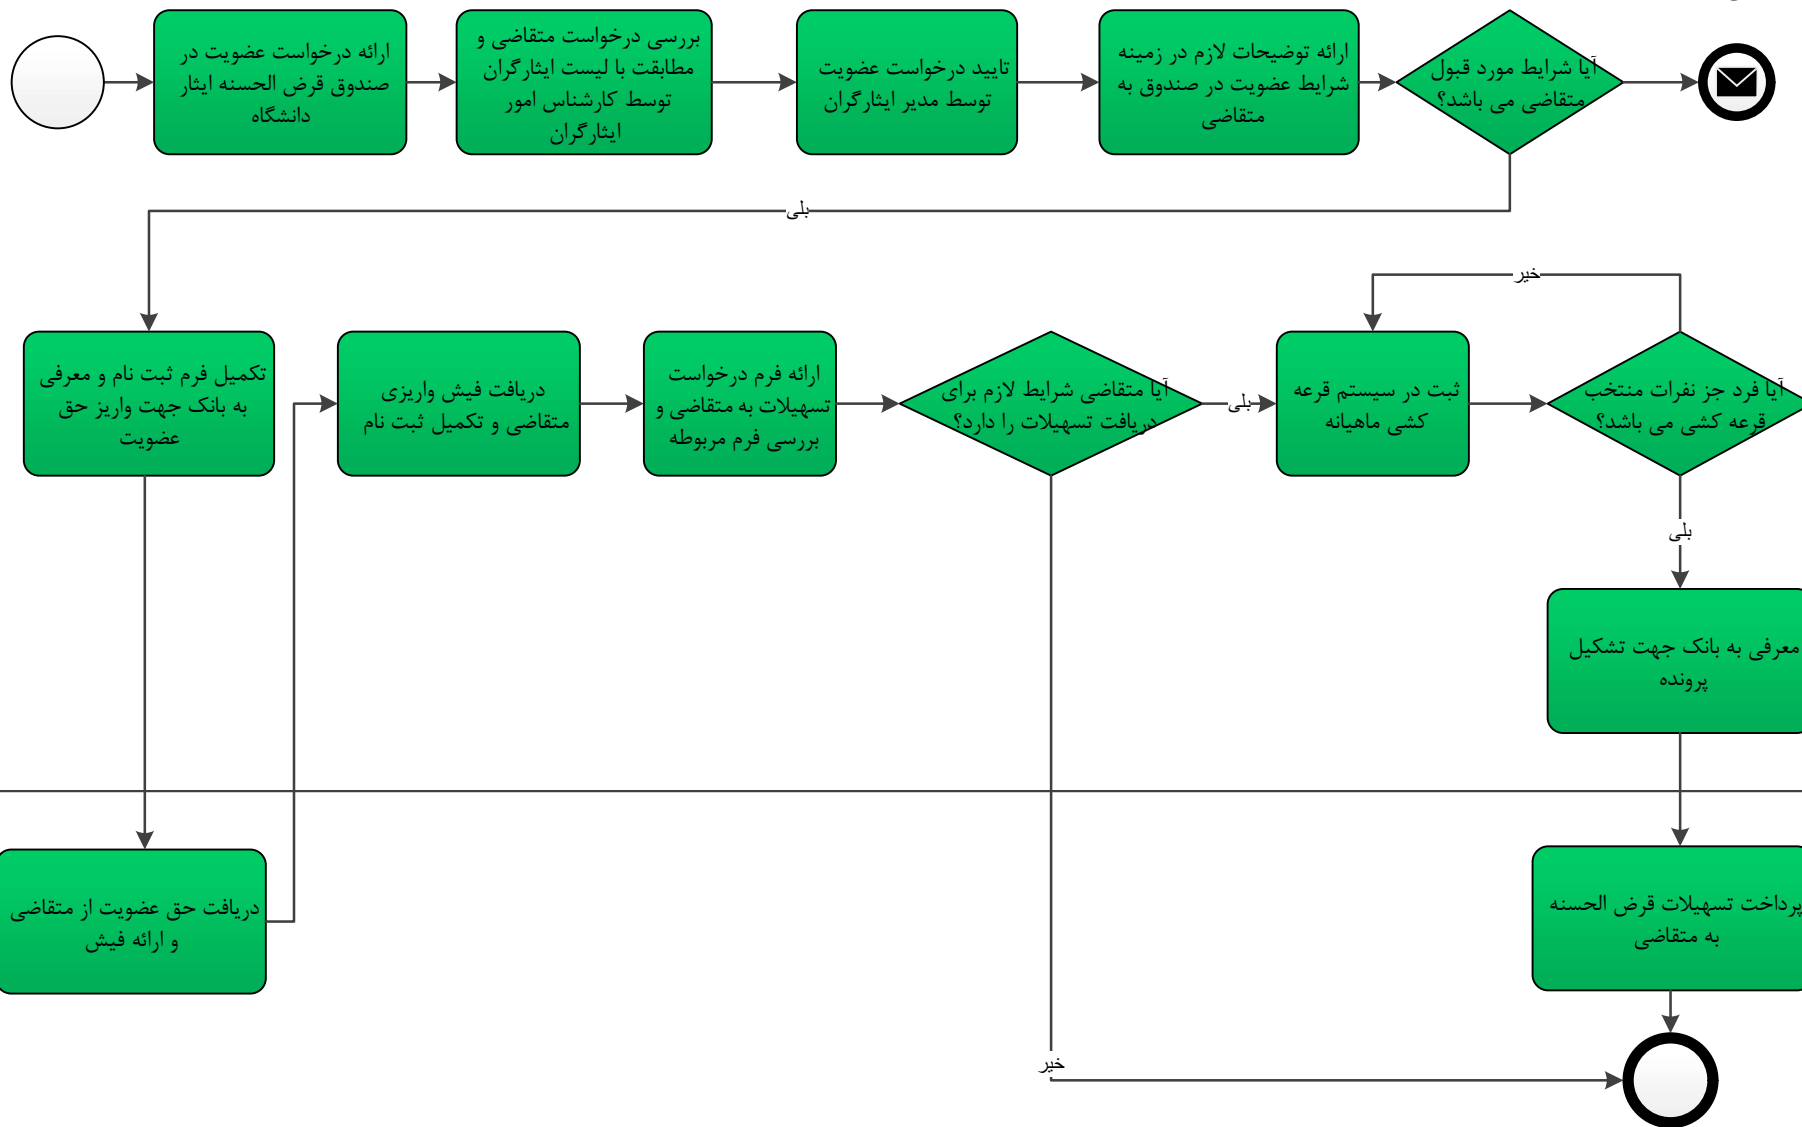 ارائه درخواست عضویت در
صندوق قرض الحسنه ایثار
دانشگاه
بررسی درخواست متقاضی و
مطابقت با لیست ایثارگران
توسط کارشناس امور
ایثارگران
تایید درخواست عضویت
توسط مدیر ایثارگران
ارائه توضیحات لازم در زمینه
شرایط عضویت در صندوق به
متقاضی
آیا شرایط مورد قبول
متقاضی می باشد؟
بلی
تکمیل فرم ثبت نام و معرفی
به بانک جهت واریز حق
عضویت
دریافت فیش واریزی
متقاضی و تکمیل ثبت نام
ارائه فرم درخواست
تسهیلات به متقاضی و
بررسی فرم مربوطه
آیا متقاضی شرایط لازم برای
دریافت تسهیلات را دارد؟
بلی
ثبت در سیستم قرعه
کشی ماهیانه
خیر
آیا فرد جز نفرات منتخب
قرعه کشی می باشد؟
بلی
معرفی به بانک جهت تشکیل
پرونده
دریافت حق عضویت از متقاضی
و ارائه فیش
پرداخت تسهیلات قرض الحسنه
به متقاضی
خیر